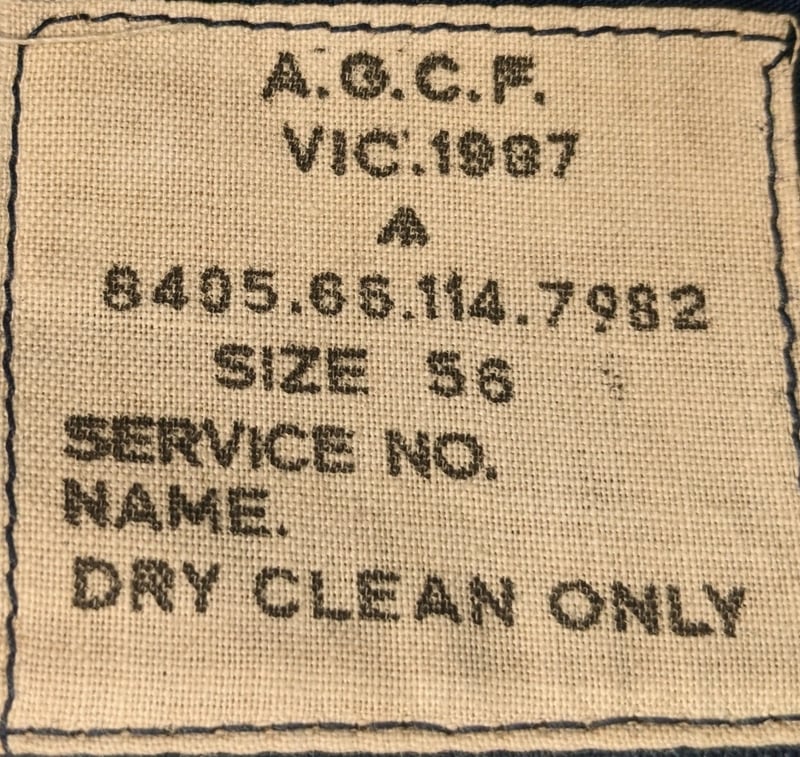 A.G.C.F.
VIC.1987
8405.66.114.7982
SIZE 56
SERVICE NO.
NAME.
DRY CLEAN ONLY